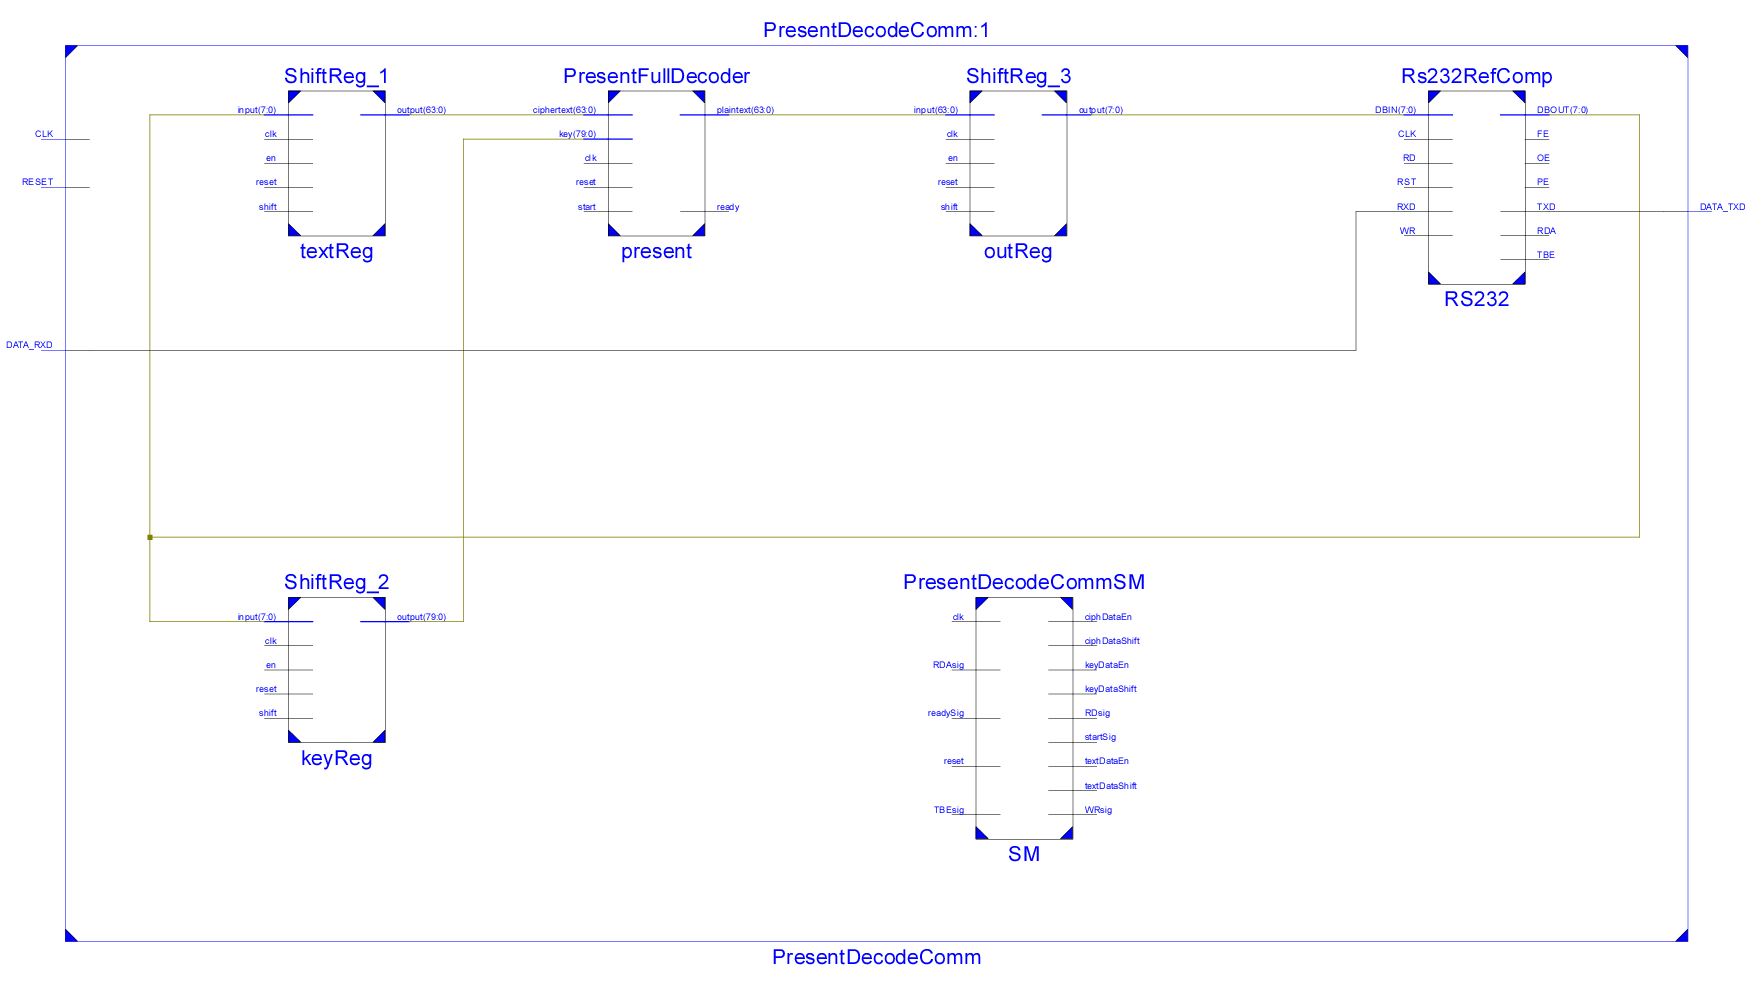 PresentDecodeComm:1
ShiftReg_1
PresentFullDecoder
ShiftReg_3
Rs232RefComp
input(7:0)
output(63:0)
ciphertext(63:0)
plaintext(63:0)
input(63:0)
output(7:0)
DBIN(7:0)
DBOUT(7:0)
CLK
clk
key(79:0)
clk
CLK
FE
en
clk
en
RD
OE
RESET
reset
reset
reset
RST
PE
shift
start
ready
shift
RXD
TXD
DATA_TXD
WR
RDA
TBE
textReg
present
outReg
RS232
DATA_RXD
ShiftReg_2
PresentDecodeCommSM
input(7:0)
output(79:0)
clk
ciphDataEn
clk
ciphDataShift
en
RDAsig
keyDataEn
reset
keyDataShift
shift
readySig
RDsig
startSig
keyReg
reset
textDataEn
textDataShift
TBEsig
WRsig
SM
PresentDecodeComm